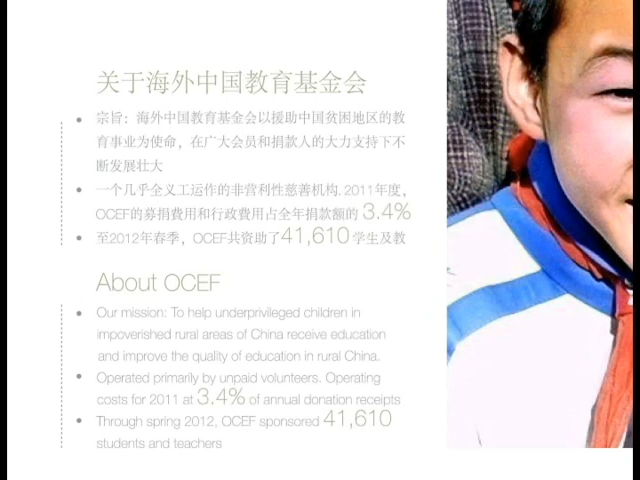 关于海外中国教育基金会
宗旨：海外中国教育基金会以援助中国贫困地区的教
育事业为使命，在广大会员和捐款人的大力支持下不
断发展壮大
一个几乎全义工运作的非营利性慈善机构. 2011年度，
OCEF的募捐費用和行政費用占全年捐款額的 3.4%
至2012年春季，OCEF共资助了41,610 学生及教
About OCEF
Our mission: To help underprivileged children in
impoverished rural areas of China receive education
and improve the quality of education in rural China.
Operated primarily by unpaid volunteers. Operating
costs for 2011 at 3.4% of annual donation receipts
Through spring 2012, OCEF sponsored 41,610
students and teachers